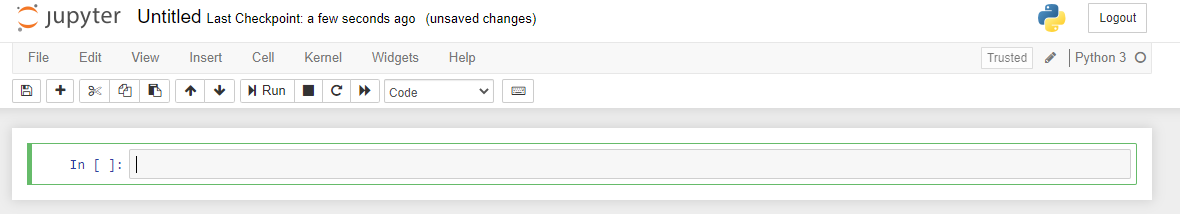 jupyter Untitled Last Checkpoint: a few seconds ago (unsaved changes) Logout
File Edit View Insert Cell Kernel Widgets Help Trusted Python 3
Run Code
In [ ]: